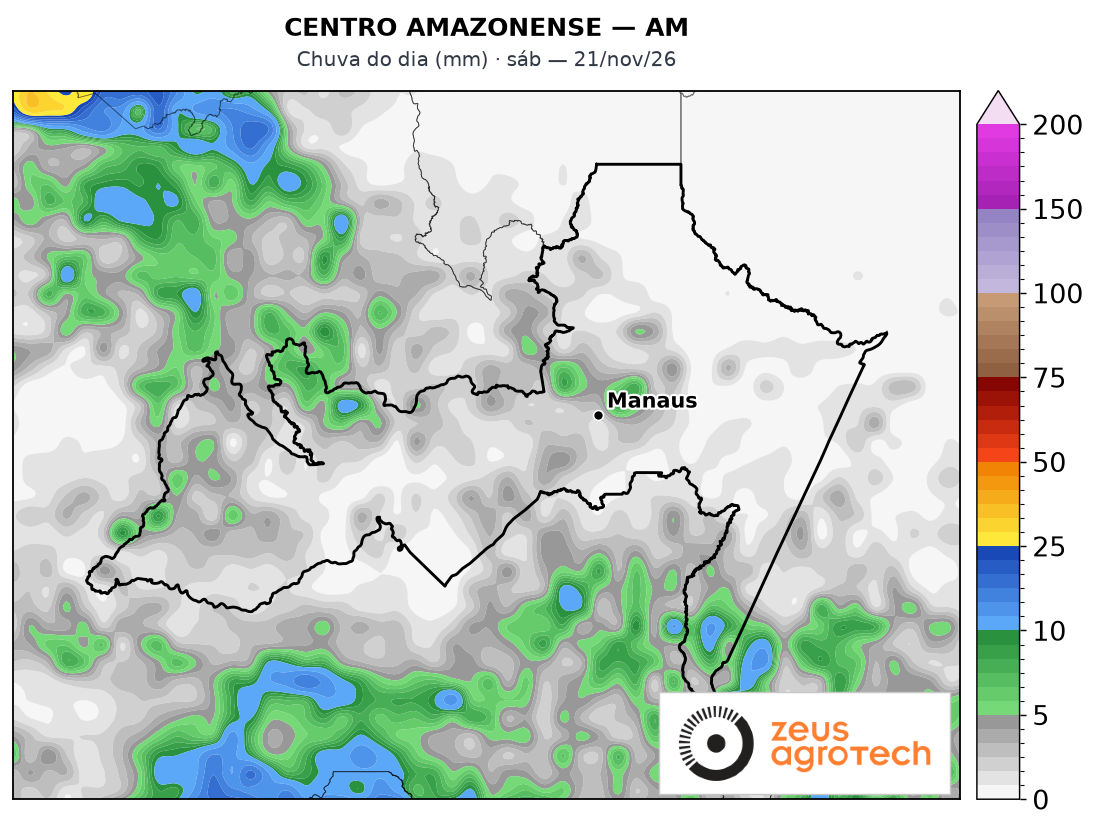 CENTRO AMAZONENSE — AM
Chuva do dia (mm) · sáb — 21/nov/26
200
150
100
75
50
25
10
5
0
Manaus
zeus
agrotech